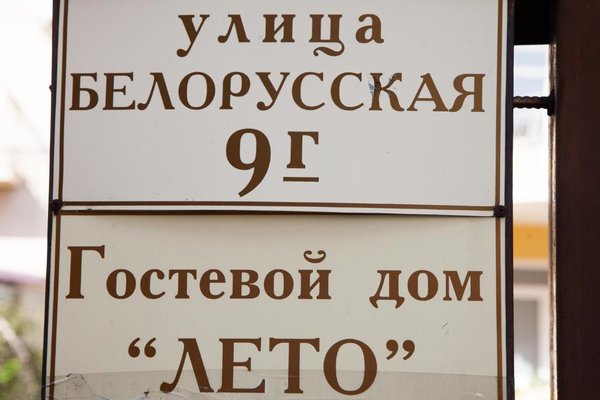 улица
БЕЛОРУССКАЯ
9г
Гостевой дом
“ЛЕТО”